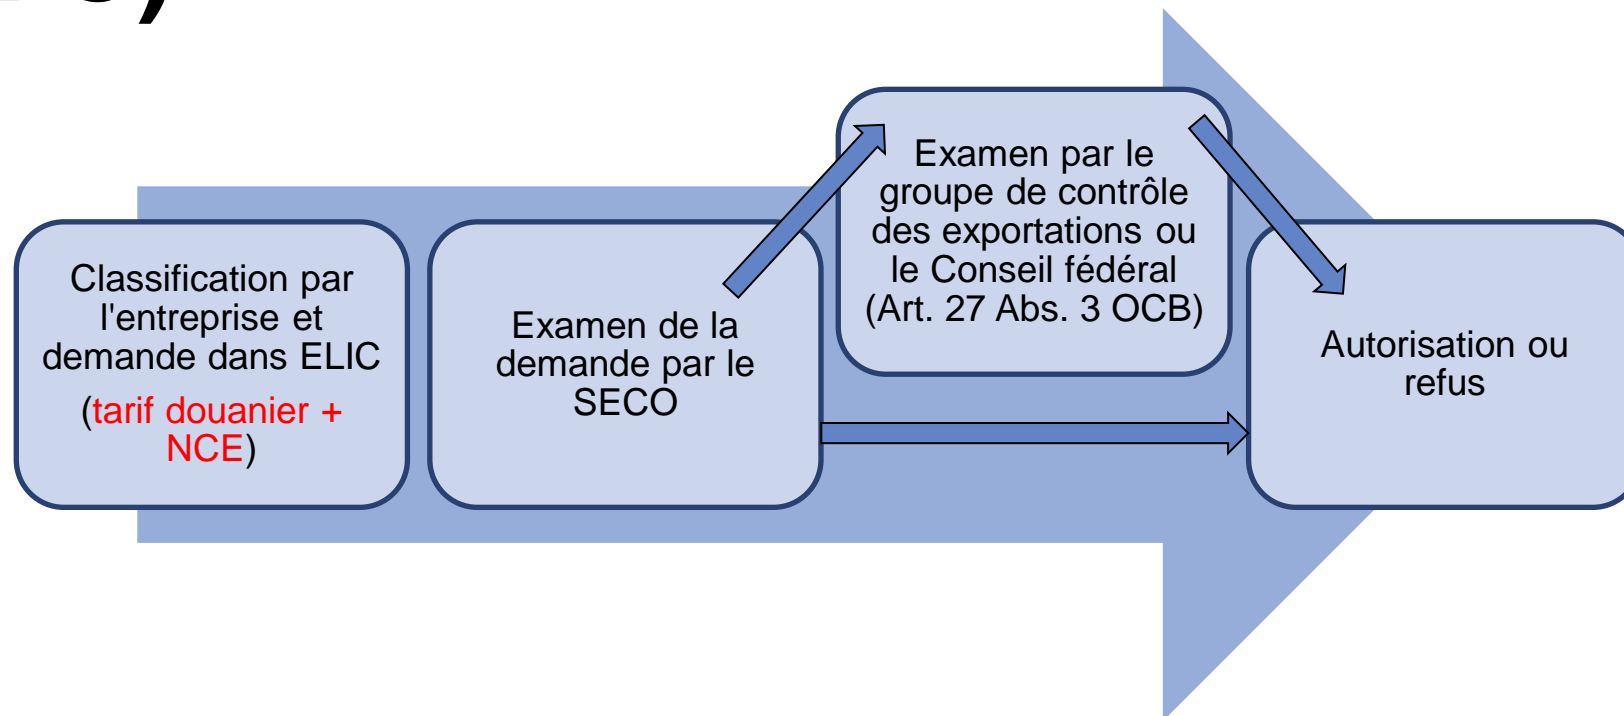 Classification par
l'entreprise et
demande dans ELIC
(tarif douanier +
NCE)
Examen de la
demande par le
SECO
Examen par le
groupe de contrôle
des exportations ou
le Conseil fédéral
(Art. 27 Abs. 3 OCB)
Autorisation ou
refus